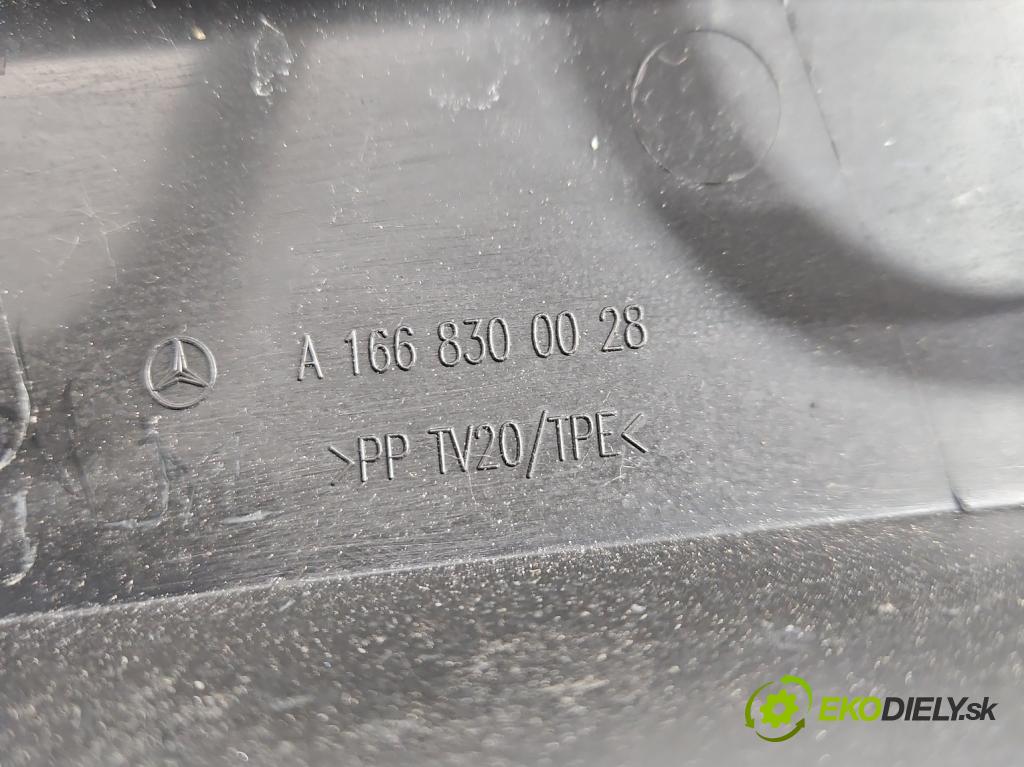 A 166 830 00 28
>PP TV20/TPE<
EKODIELY.sk